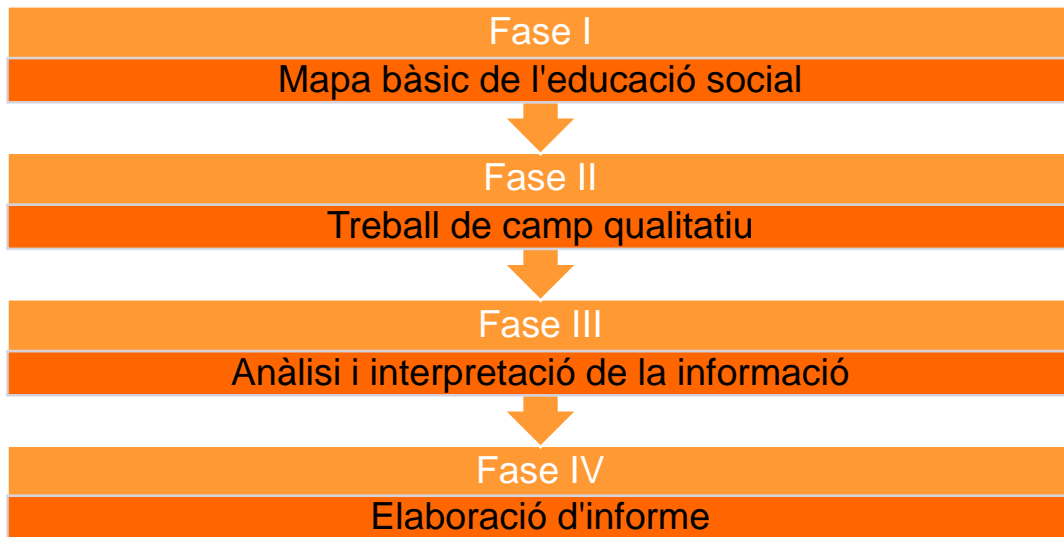 Fase I
Mapa bàsic de l'educació social
Fase II
Treball de camp qualitatiu
Fase III
Anàlisi i interpretació de la informació
Fase IV
Elaboració d'informe